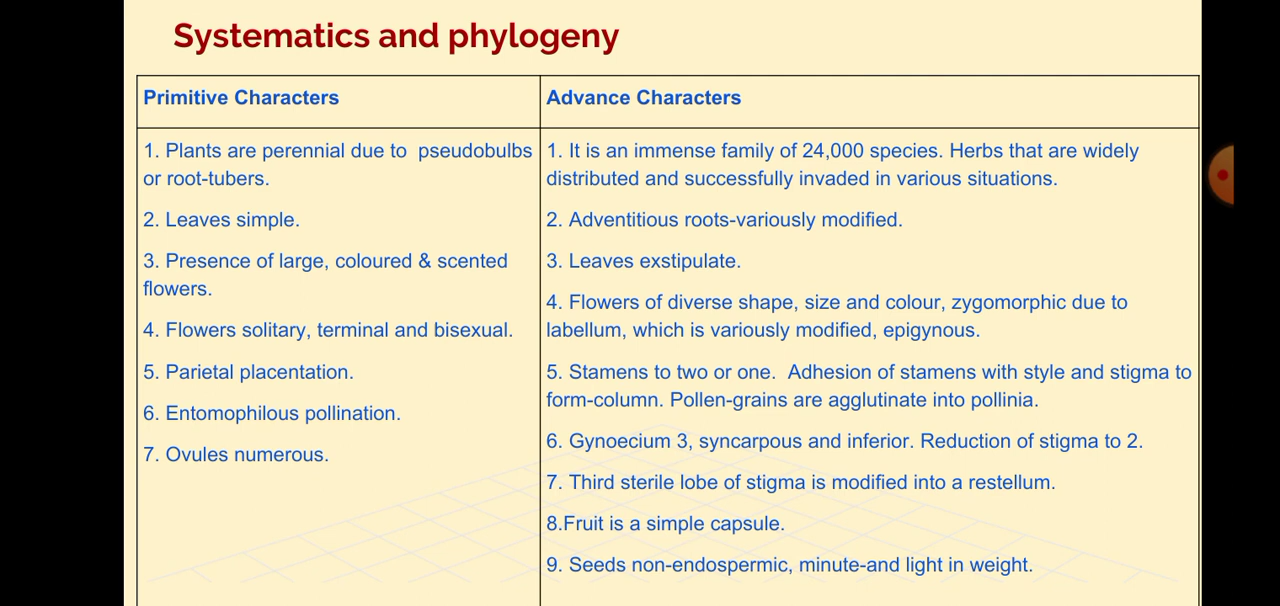 Systematics and phylogeny
Primitive Characters
1. Plants are perennial due to pseudobulbs
or root-tubers.
2. Leaves simple.
3. Presence of large, coloured & scented
flowers.
4. Flowers solitary, terminal and bisexual.
5. Parietal placentation.
6. Entomophilous pollination.
7. Ovules numerous.
Advance Characters
1. It is an immense family of 24,000 species. Herbs that are widely
distributed and successfully invaded in various situations.
2. Adventitious roots-variously modified.
3. Leaves exstipulate.
4. Flowers of diverse shape, size and colour, zygomorphic due to
labellum, which is variously modified, epigynous.
5. Stamens to two or one. Adhesion of stamens with style and stigma to
form-column. Pollen-grains are agglutinate into pollinia.
6. Gynoecium 3, syncarpous and inferior. Reduction of stigma to 2.
7. Third sterile lobe of stigma is modified into a restellum.
8.Fruit is a simple capsule.
9. Seeds non-endospermic, minute-and light in weight.